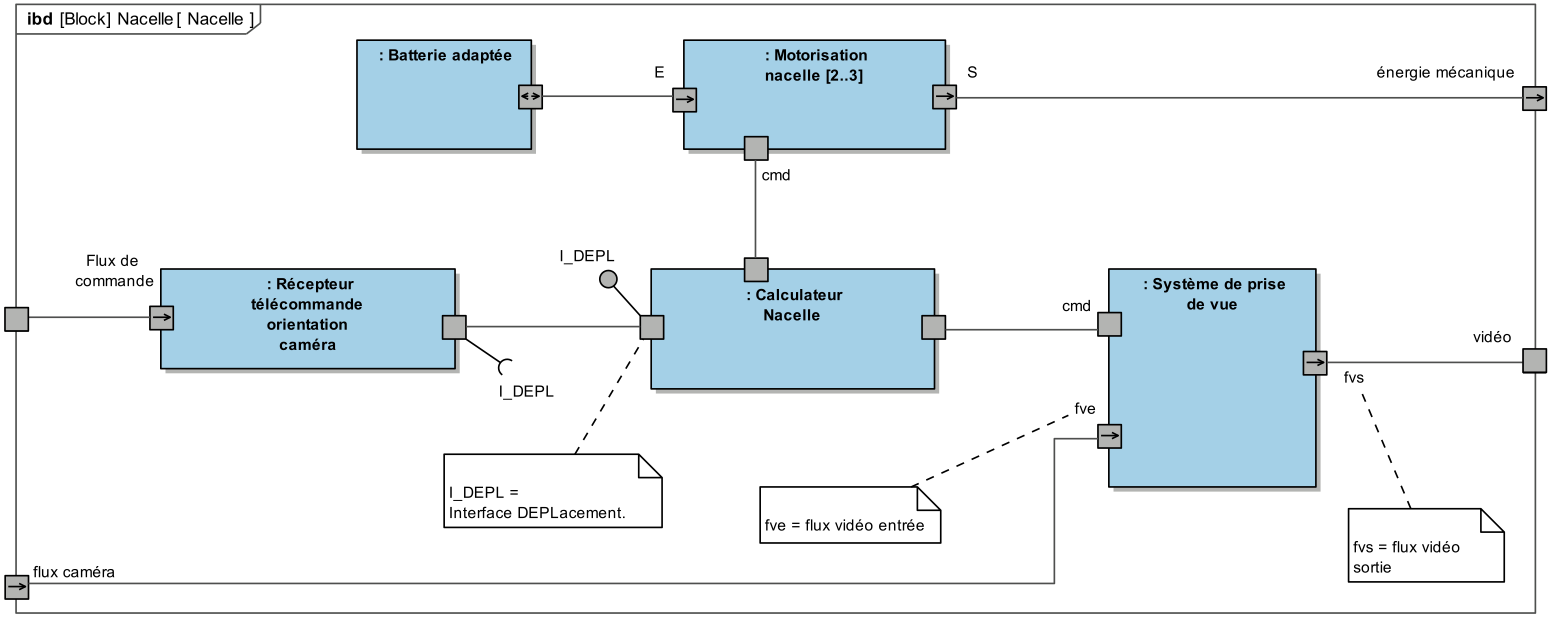 ibd [Block] Nacelle [ Nacelle ]
: Batterie adaptée
E
: Motorisation
nacelle [2..3]
S
énergie mécanique
cmd
Flux de
commande
: Récepteur
télécommande
orientation
caméra
I_DEPL
I_DEPL
: Calculateur
Nacelle
cmd
: Système de prise
de vue
vidéo
fvs
fve
I_DEPL =
Interface DEPLacement.
fve = flux vidéo entrée
fvs = flux vidéo
sortie
flux caméra